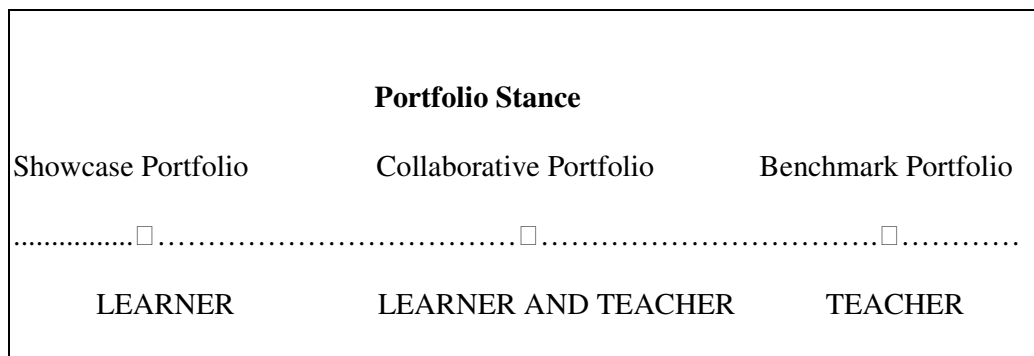 Portfolio Stance
Showcase Portfolio Collaborative Portfolio Benchmark Portfolio
................□………………………………□…………………………….□…………
LEARNER LEARNER AND TEACHER TEACHER